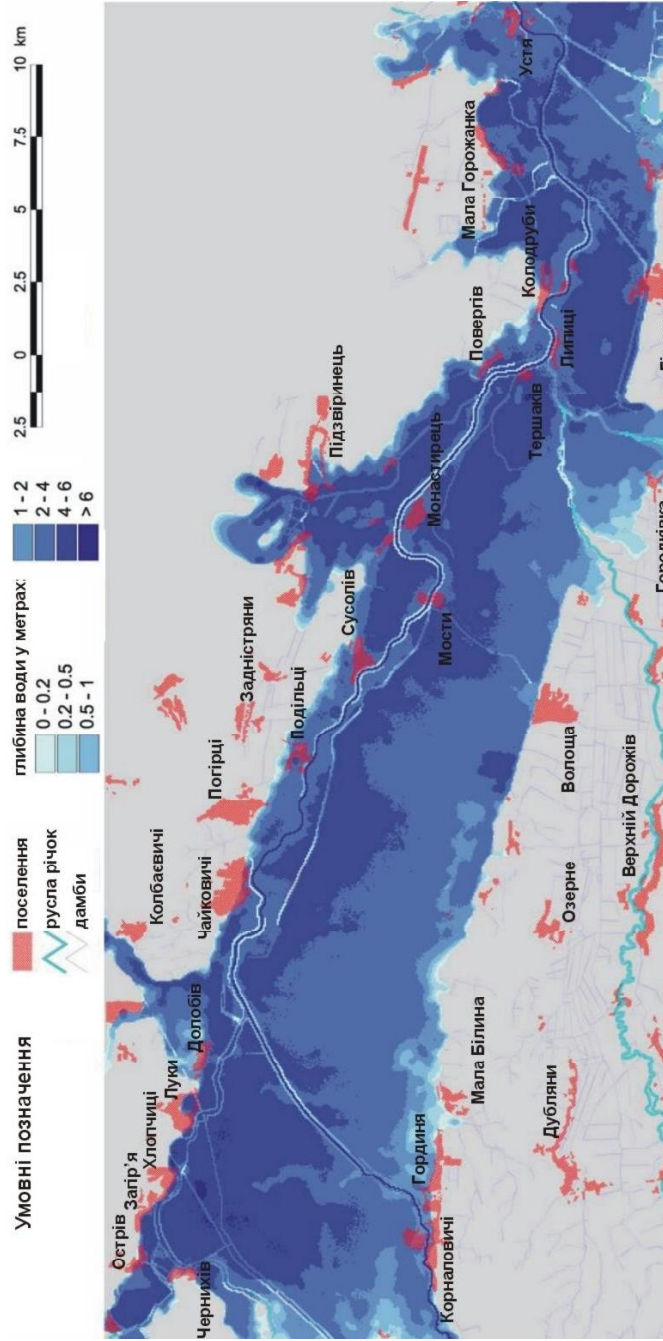 Умовні позначення
поселення
русла річок
дамби
глибина води у метрах:
0 - 0.2
0.2 - 0.5
0.5 - 1
1 - 2
2 - 4
4 - 6
> 6
2.5 0 2.5 5 7.5 10 km
Острів
Загір'я
Хлопчиці
Луки
Долобів
Чернихів
Колбаєвичі
Чайковичі
Погірці
Задністряни
Подільці
Сусолів
Підзвіринець
Монастирець
Мости
Повергів
Тершаків
Липиці
Колодруби
Мала Горожанка
Устя
Корналовичі
Гординя
Мала Білина
Дубляни
Озерне
Волоща
Верхній Дорожів